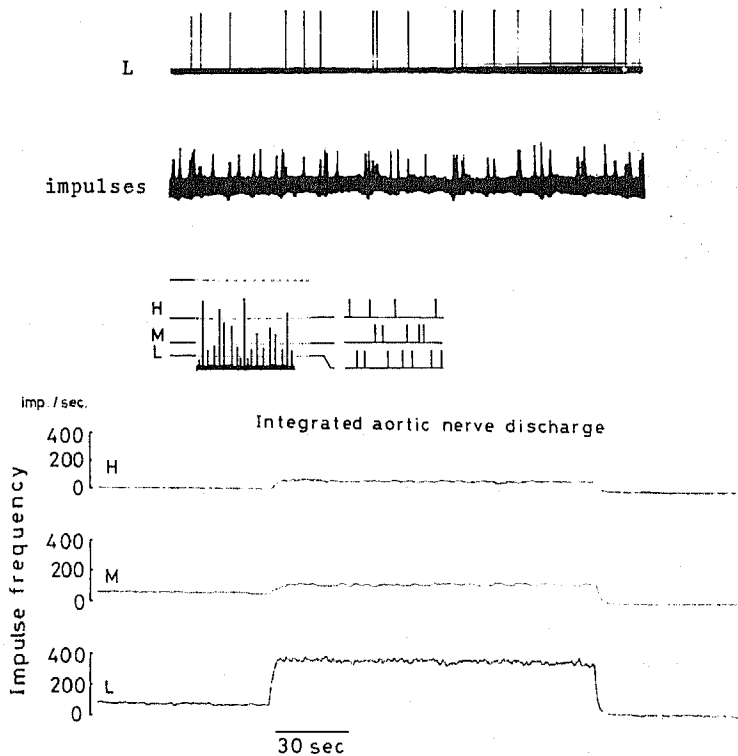 L
impulses
H
M
L
imp./sec.
Integrated aortic nerve discharge
Impulse frequency
400
200
0
H
400
200
0
M
400
200
0
L
30 sec